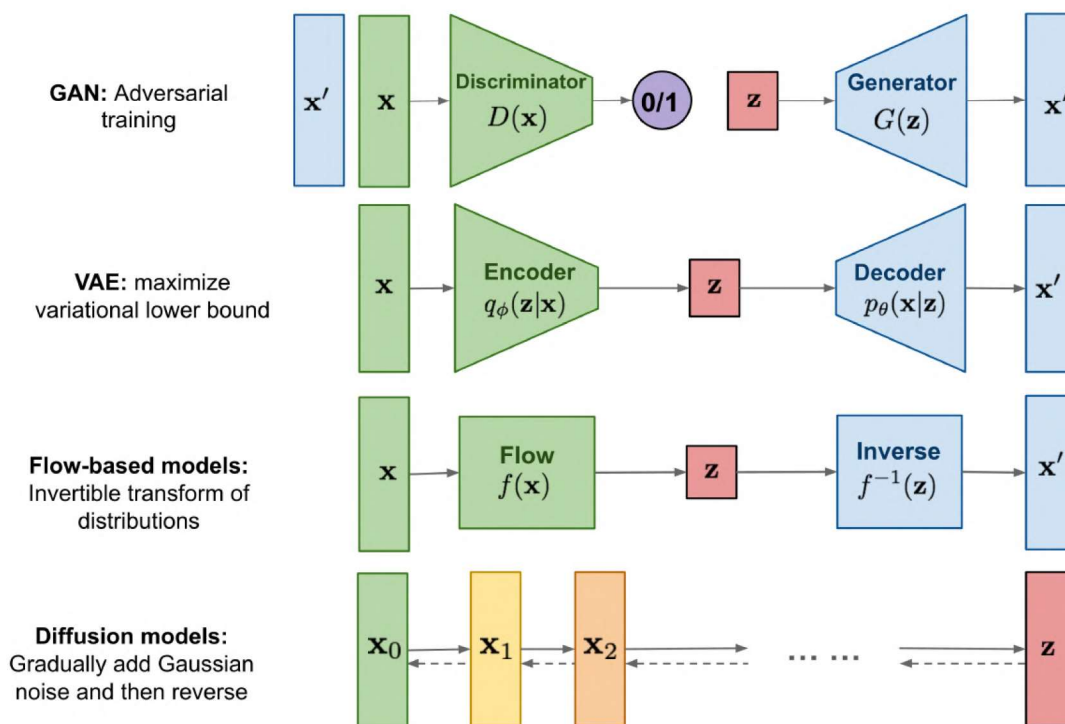 GAN: Adversarial
training
x′
x
Discriminator
D(x)
0/1
z
Generator
G(z)
x′
VAE: maximize
variational lower bound
x
Encoder
qϕ(z|x)
z
Decoder
pθ(x|z)
x′
Flow-based models:
Invertible transform of
distributions
x
Flow
f(x)
z
Inverse
f⁻¹(z)
x′
Diffusion models:
Gradually add Gaussian
noise and then reverse
x₀
x₁
x₂
... ...
z